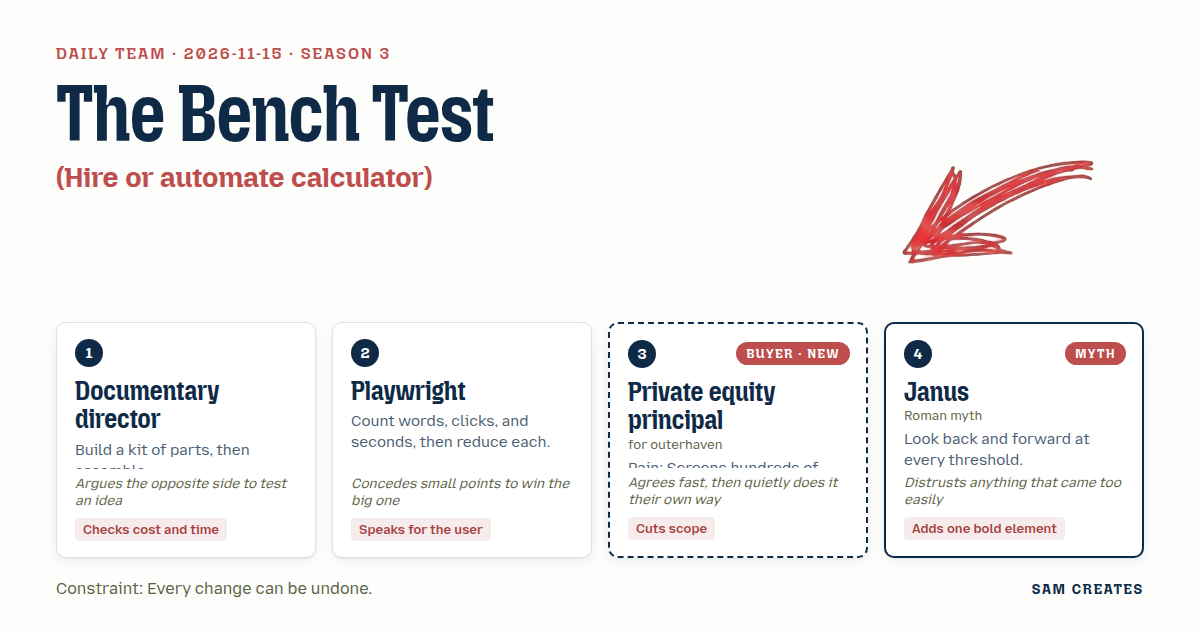 DAILY TEAM · 2026-11-15 · SEASON 3
The Bench Test
(Hire or automate calculator)
1
Documentary
director
Build a kit of parts, then
Argues the opposite side to test
an idea
Checks cost and time
2
Playwright
Count words, clicks, and
seconds, then reduce each.
Concedes small points to win the
big one
Speaks for the user
3
BUYER · NEW
Private equity
principal
for outerhaven
Pain: Screens hundreds of
Agrees fast, then quietly does it
their own way
Cuts scope
4
MYTH
Janus
Roman myth
Look back and forward at
every threshold.
Distrusts anything that came too
easily
Adds one bold element
Constraint: Every change can be undone.
SAM CREATES